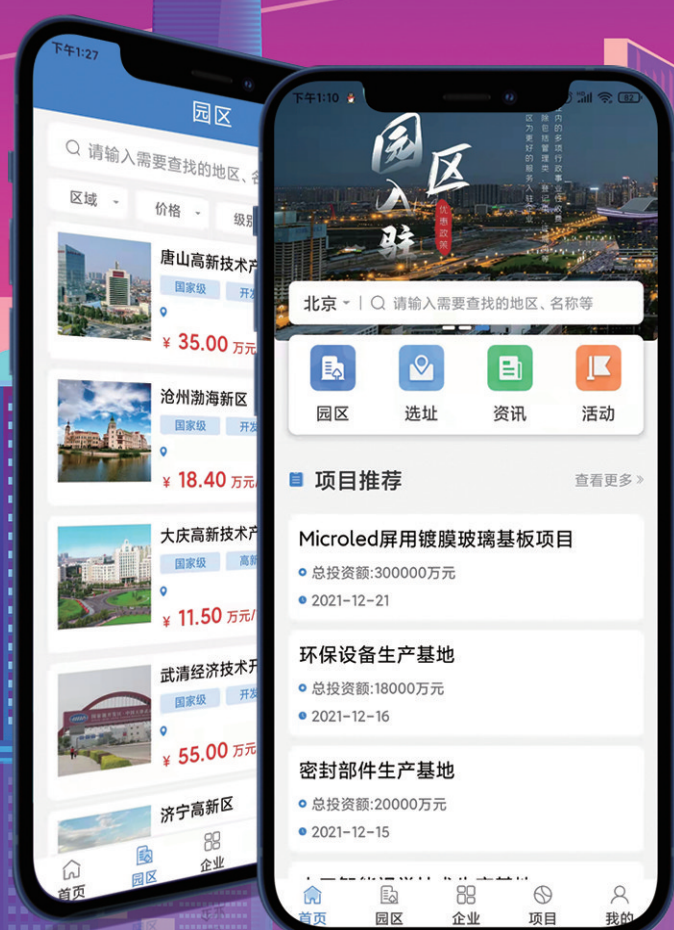 下午1:27
园区
请输入需要查找的地区、
区域
价格
级别
唐山高新技术产
国家级
开发
¥ 35.00 万元
沧州渤海新区
国家级
开发
¥ 18.40 万元/
大庆高新技术产
国家级
高新
¥ 11.50 万元/
武清经济技术开
国家级
开发
¥ 55.00 万元
济宁高新区
首页
园区
企业
下午1:10
82
园区
入驻
优惠政策
北京
请输入需要查找的地区、名称等
园区
选址
资讯
活动
项目推荐
查看更多
Microled屏用镀膜玻璃基板项目
总投资额:300000万元
2021-12-21
环保设备生产基地
总投资额:18000万元
2021-12-16
密封部件生产基地
总投资额:20000万元
2021-12-15
首页
园区
企业
项目
我的